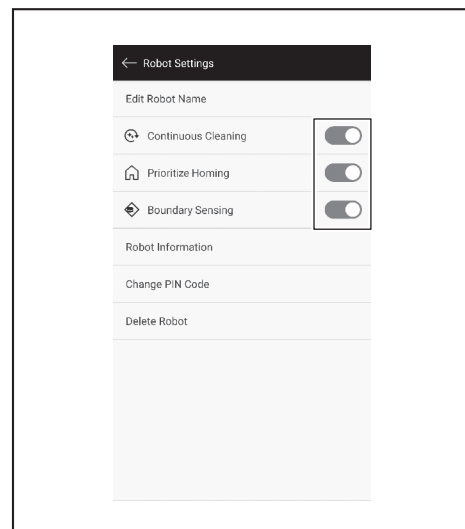 Robot Settings
Edit Robot Name
Continuous Cleaning
Prioritize Homing
Boundary Sensing
Robot Information
Change PIN Code
Delete Robot